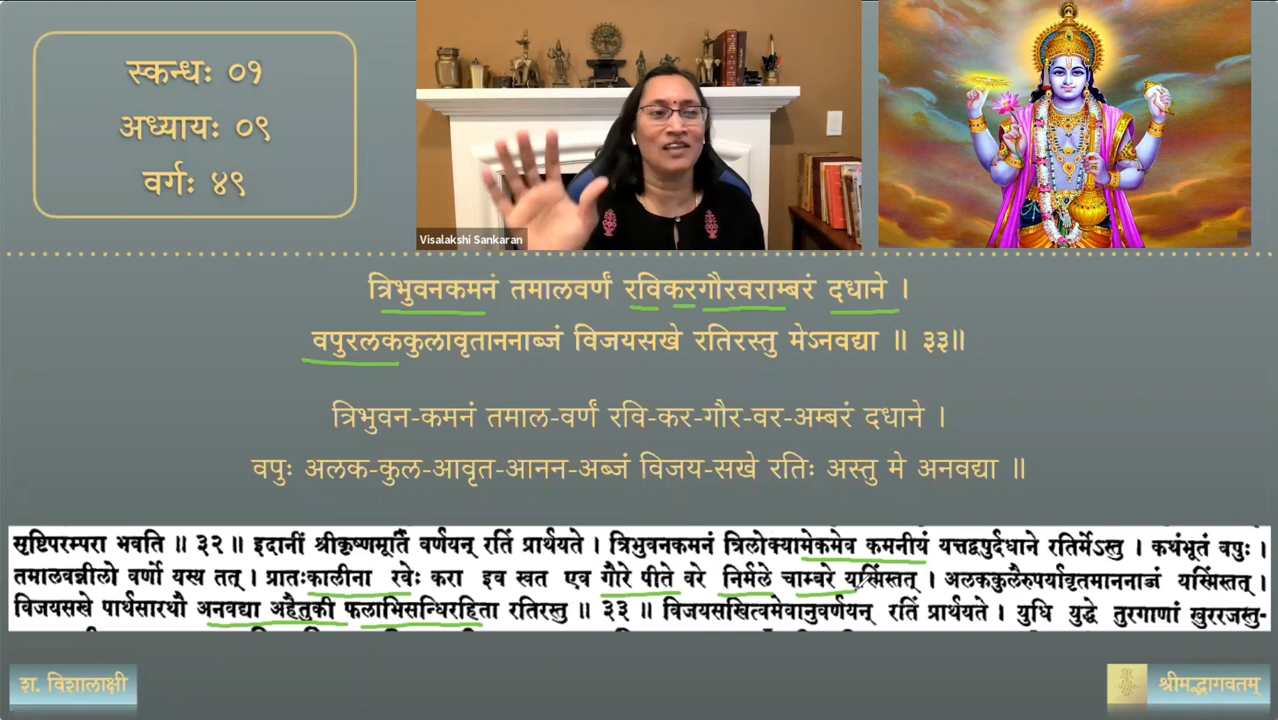 स्कन्धः ०१
अध्यायः ०९
वर्गः ४९
Visalakshi Sankaran
त्रिभुवनकमनं तमालवर्णं रविकरगौरवराम्बरं दधाने ।
वपुरलककुलावृताननाब्जं विजयसखे रतिरस्तु मेऽनवद्या ॥ ३३॥
त्रिभुवन-कमनं तमाल-वर्णं रवि-कर-गौर-वर-अम्बरं दधाने ।
वपुः अलक-कुल-आवृत-आनन-अब्जं विजय-सखे रतिः अस्तु मे अनवद्या ॥
सृष्टिपरम्परा भवति ॥ ३२ ॥ इदानीं श्रीकृष्णमूर्तिं वर्णयन् रतिं प्रार्थयते । त्रिभुवनकमनं त्रिलोक्यामेकमेव कमनीयं यत्तद्वपुर्दधाने रतिर्मेऽस्तु । कथंभूतं वपुः ।
तमालवन्नीलो वर्णो यस्य तत् । प्रातःकालीना रवेः करा इव स्वत एव गौरे पीते वरे निर्मले चाम्बरे यस्मिंस्तत् । अलककुलैरुपर्यावृतमाननाब्जं यस्मिंस्तत् ।
विजयसखे पार्थसारथौ अनवद्या अहैतुकी फलाभिसन्धिरहिता रतिरस्तु ॥ ३३ ॥ विजयसखित्वमेवानुवर्णयन् रतिं प्रार्थयते । युधि युद्धे तुरगाणां खुररजस्तु-
श. विशालाक्षी
श्रीमद्भागवतम्